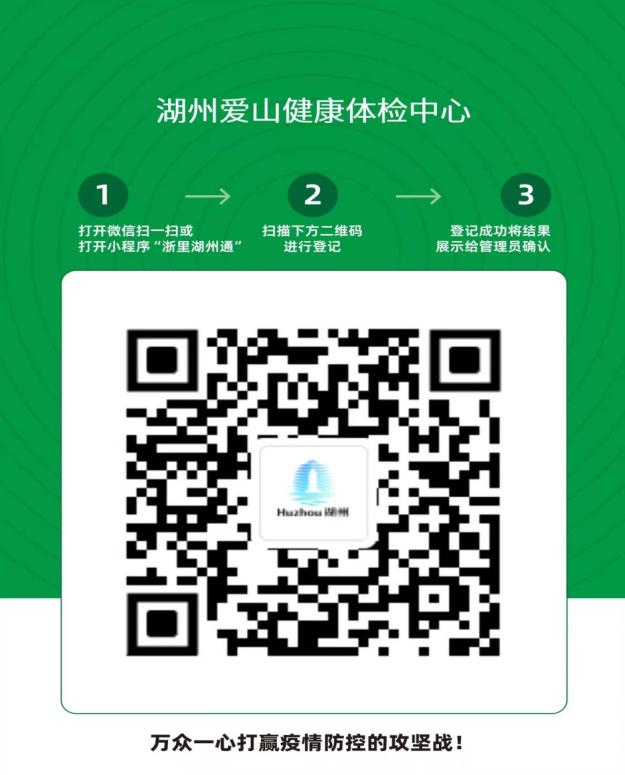 湖州爱山健康体检中心
1
2
3
打开微信扫一扫或
打开小程序“浙里湖州通”
扫描下方二维码
进行登记
登记成功将结果
展示给管理员确认
Huzhou 湖州
万众一心打赢疫情防控的攻坚战！